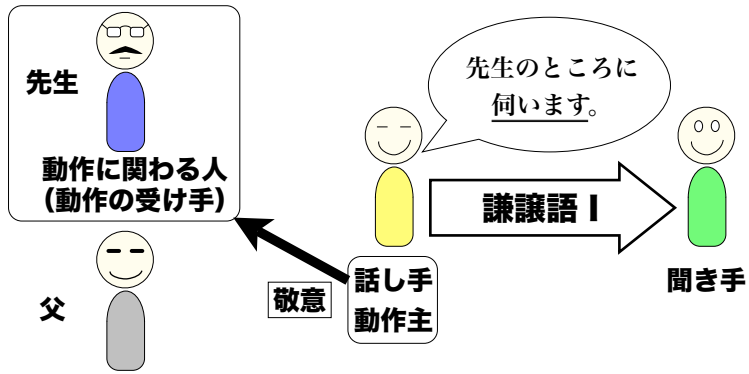 先生
動作に関わる人
（動作の受け手）
父
先生のところに
伺います。
謙譲語Ⅰ
敬意
話し手
動作主
聞き手